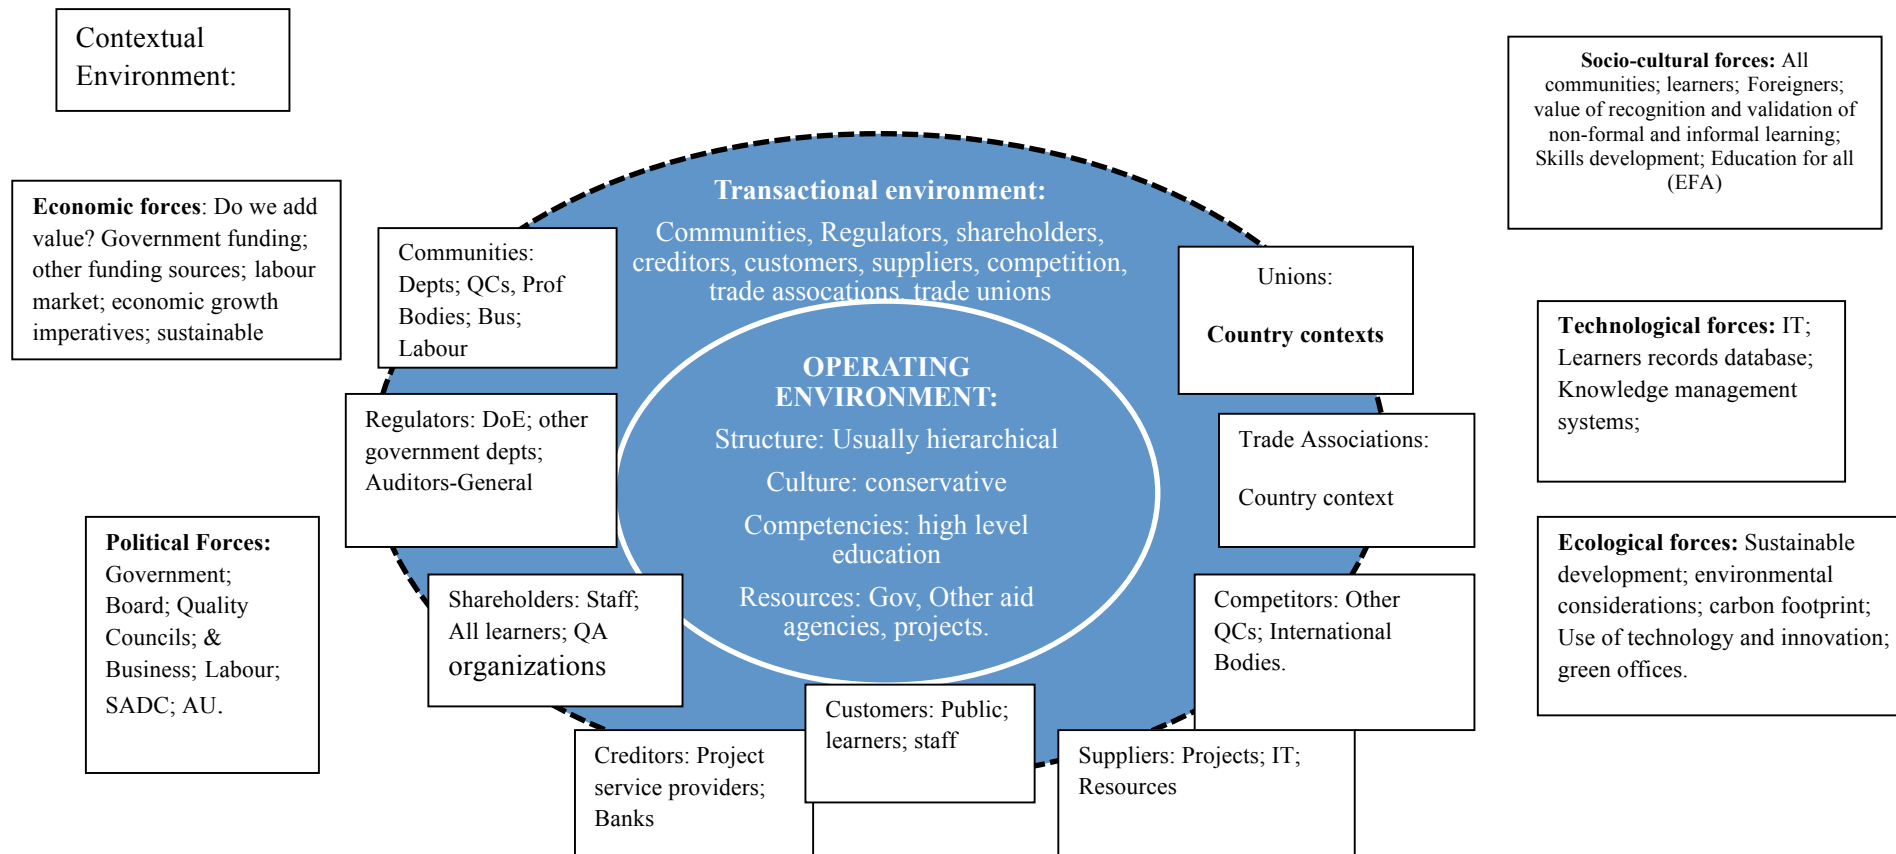 Contextual
Environment:
Socio-cultural forces: All
communities; learners; Foreigners;
value of recognition and validation of
non-formal and informal learning;
Skills development; Education for all
(EFA)
Economic forces: Do we add
value? Government funding;
other funding sources; labour
market; economic growth
imperatives; sustainable
Transactional environment:
Communities, Regulators, shareholders,
creditors, customers, suppliers, competition,
trade assocations, trade unions
Communities:
Depts; QCs, Prof
Bodies; Bus;
Labour
Unions:
Country contexts
Technological forces: IT;
Learners records database;
Knowledge management
systems;
OPERATING
ENVIRONMENT:
Structure: Usually hierarchical
Culture: conservative
Competencies: high level
education
Resources: Gov, Other aid
agencies, projects.
Regulators: DoE; other
government depts;
Auditors-General
Trade Associations:
Country context
Political Forces:
Government;
Board; Quality
Councils; &
Business; Labour;
SADC; AU.
Shareholders: Staff;
All learners; QA
organizations
Competitors: Other
QCs; International
Bodies.
Ecological forces: Sustainable
development; environmental
considerations; carbon footprint;
Use of technology and innovation;
green offices.
Creditors: Project
service providers;
Banks
Customers: Public;
learners; staff
Suppliers: Projects; IT;
Resources